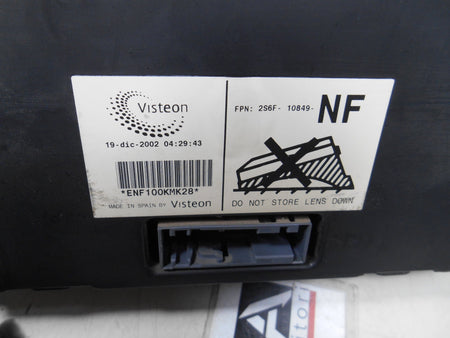 Visteon
19-dic-2002 04:29:43
*ENF100KMK28*
MADE IN SPAIN BY Visteon
FPN: 2S6F- 10849- NF
DO NOT STORE LENS DOWN